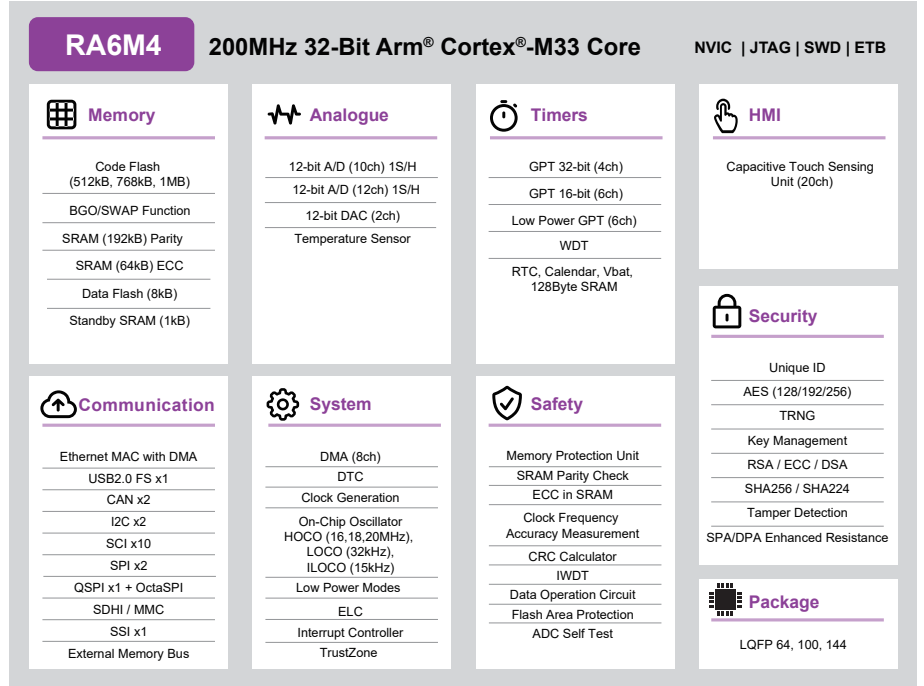 RA6M4
200MHz 32-Bit Arm® Cortex®-M33 Core
NVIC | JTAG | SWD | ETB
Memory
Code Flash
(512kB, 768kB, 1MB)
BGO/SWAP Function
SRAM (192kB) Parity
SRAM (64kB) ECC
Data Flash (8kB)
Standby SRAM (1kB)
Analogue
12-bit A/D (10ch) 1S/H
12-bit A/D (12ch) 1S/H
12-bit DAC (2ch)
Temperature Sensor
Timers
GPT 32-bit (4ch)
GPT 16-bit (6ch)
Low Power GPT (6ch)
WDT
RTC, Calendar, Vbat,
128Byte SRAM
HMI
Capacitive Touch Sensing
Unit (20ch)
Communication
Ethernet MAC with DMA
USB2.0 FS x1
CAN x2
I2C x2
SCI x10
SPI x2
QSPI x1 + OctaSPI
SDHI / MMC
SSI x1
External Memory Bus
System
DMA (8ch)
DTC
Clock Generation
On-Chip Oscillator
HOCO (16,18,20MHz),
LOCO (32kHz),
ILOCO (15kHz)
Low Power Modes
ELC
Interrupt Controller
TrustZone
Safety
Memory Protection Unit
SRAM Parity Check
ECC in SRAM
Clock Frequency
Accuracy Measurement
CRC Calculator
IWDT
Data Operation Circuit
Flash Area Protection
ADC Self Test
Security
Unique ID
AES (128/192/256)
TRNG
Key Management
RSA / ECC / DSA
SHA256 / SHA224
Tamper Detection
SPA/DPA Enhanced Resistance
Package
LQFP 64, 100, 144